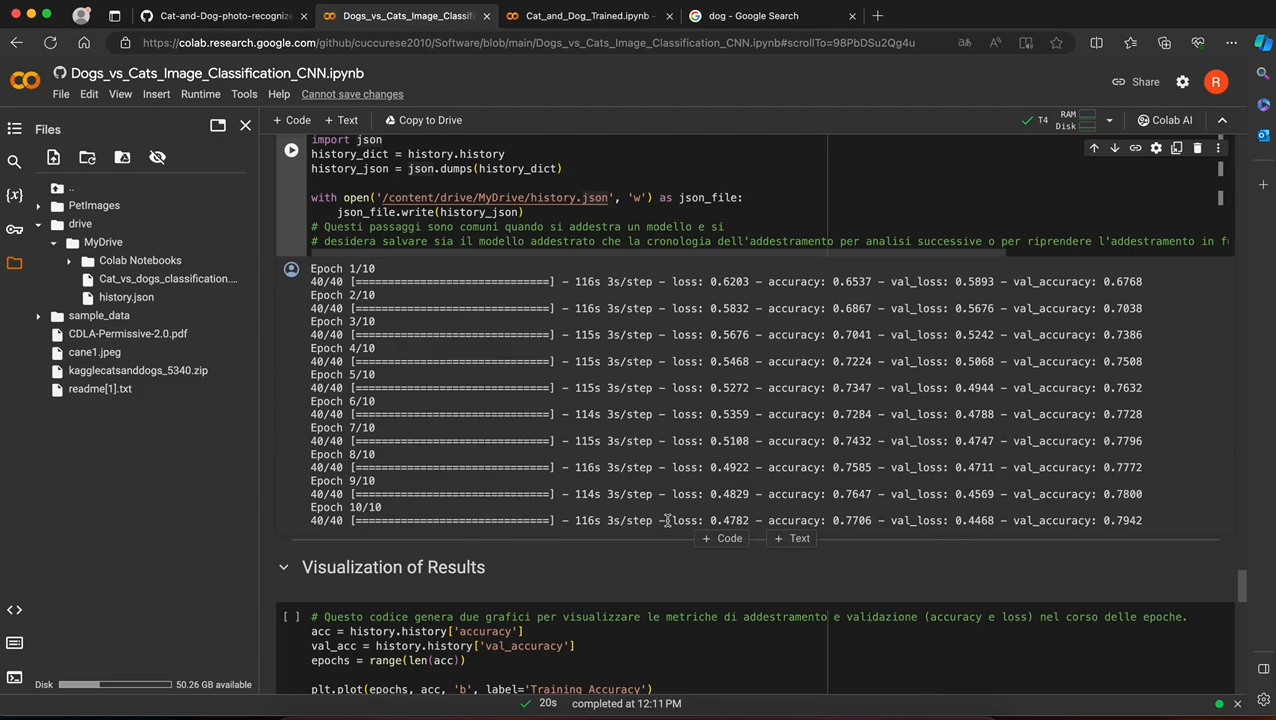 Cat-and-Dog-photo-recognize
Dogs_vs_Cats_Image_Classifi
Cat_and_Dog_Trained.ipynb -
dog - Google Search
https://colab.research.google.com/github/cuccurese2010/Software/blob/main/Dogs_vs_Cats_Image_Classification_CNN.ipynb#scrollTo=98PbDSu2Qg4u
Dogs_vs_Cats_Image_Classification_CNN.ipynb
File Edit View Insert Runtime Tools Help Cannot save changes
Share
R
Files
+ Code + Text Copy to Drive
T4 RAM Disk
Colab AI
..
PetImages
drive
MyDrive
Colab Notebooks
Cat_vs_dogs_classification....
history.json
sample_data
CDLA-Permissive-2.0.pdf
cane1.jpeg
kagglecatsanddogs_5340.zip
readme[1].txt
Disk 50.26 GB available
import json
history_dict = history.history
history_json = json.dumps(history_dict)
with open('/content/drive/MyDrive/history.json', 'w') as json_file:
json_file.write(history_json)
# Questi passaggi sono comuni quando si addestra un modello e si
# desidera salvare sia il modello addestrato che la cronologia dell'addestramento per analisi successive o per riprendere l'addestramento in fu
Epoch 1/10
40/40 [==============================] - 116s 3s/step - loss: 0.6203 - accuracy: 0.6537 - val_loss: 0.5893 - val_accuracy: 0.6768
Epoch 2/10
40/40 [==============================] - 116s 3s/step - loss: 0.5832 - accuracy: 0.6867 - val_loss: 0.5676 - val_accuracy: 0.7038
Epoch 3/10
40/40 [==============================] - 115s 3s/step - loss: 0.5676 - accuracy: 0.7041 - val_loss: 0.5242 - val_accuracy: 0.7386
Epoch 4/10
40/40 [==============================] - 115s 3s/step - loss: 0.5468 - accuracy: 0.7224 - val_loss: 0.5068 - val_accuracy: 0.7508
Epoch 5/10
40/40 [==============================] - 115s 3s/step - loss: 0.5272 - accuracy: 0.7347 - val_loss: 0.4944 - val_accuracy: 0.7632
Epoch 6/10
40/40 [==============================] - 114s 3s/step - loss: 0.5359 - accuracy: 0.7284 - val_loss: 0.4788 - val_accuracy: 0.7728
Epoch 7/10
40/40 [==============================] - 115s 3s/step - loss: 0.5108 - accuracy: 0.7432 - val_loss: 0.4747 - val_accuracy: 0.7796
Epoch 8/10
40/40 [==============================] - 116s 3s/step - loss: 0.4922 - accuracy: 0.7585 - val_loss: 0.4711 - val_accuracy: 0.7772
Epoch 9/10
40/40 [==============================] - 114s 3s/step - loss: 0.4829 - accuracy: 0.7647 - val_loss: 0.4569 - val_accuracy: 0.7800
Epoch 10/10
40/40 [==============================] - 116s 3s/step - loss: 0.4782 - accuracy: 0.7706 - val_loss: 0.4468 - val_accuracy: 0.7942
+ Code + Text
Visualization of Results
[ ] # Questo codice genera due grafici per visualizzare le metriche di addestramento e validazione (accuracy e loss) nel corso delle epoche.
acc = history.history['accuracy']
val_acc = history.history['val_accuracy']
epochs = range(len(acc))
plt.plot(epochs, acc, 'b', label='Training Accuracy')
20s completed at 12:11 PM